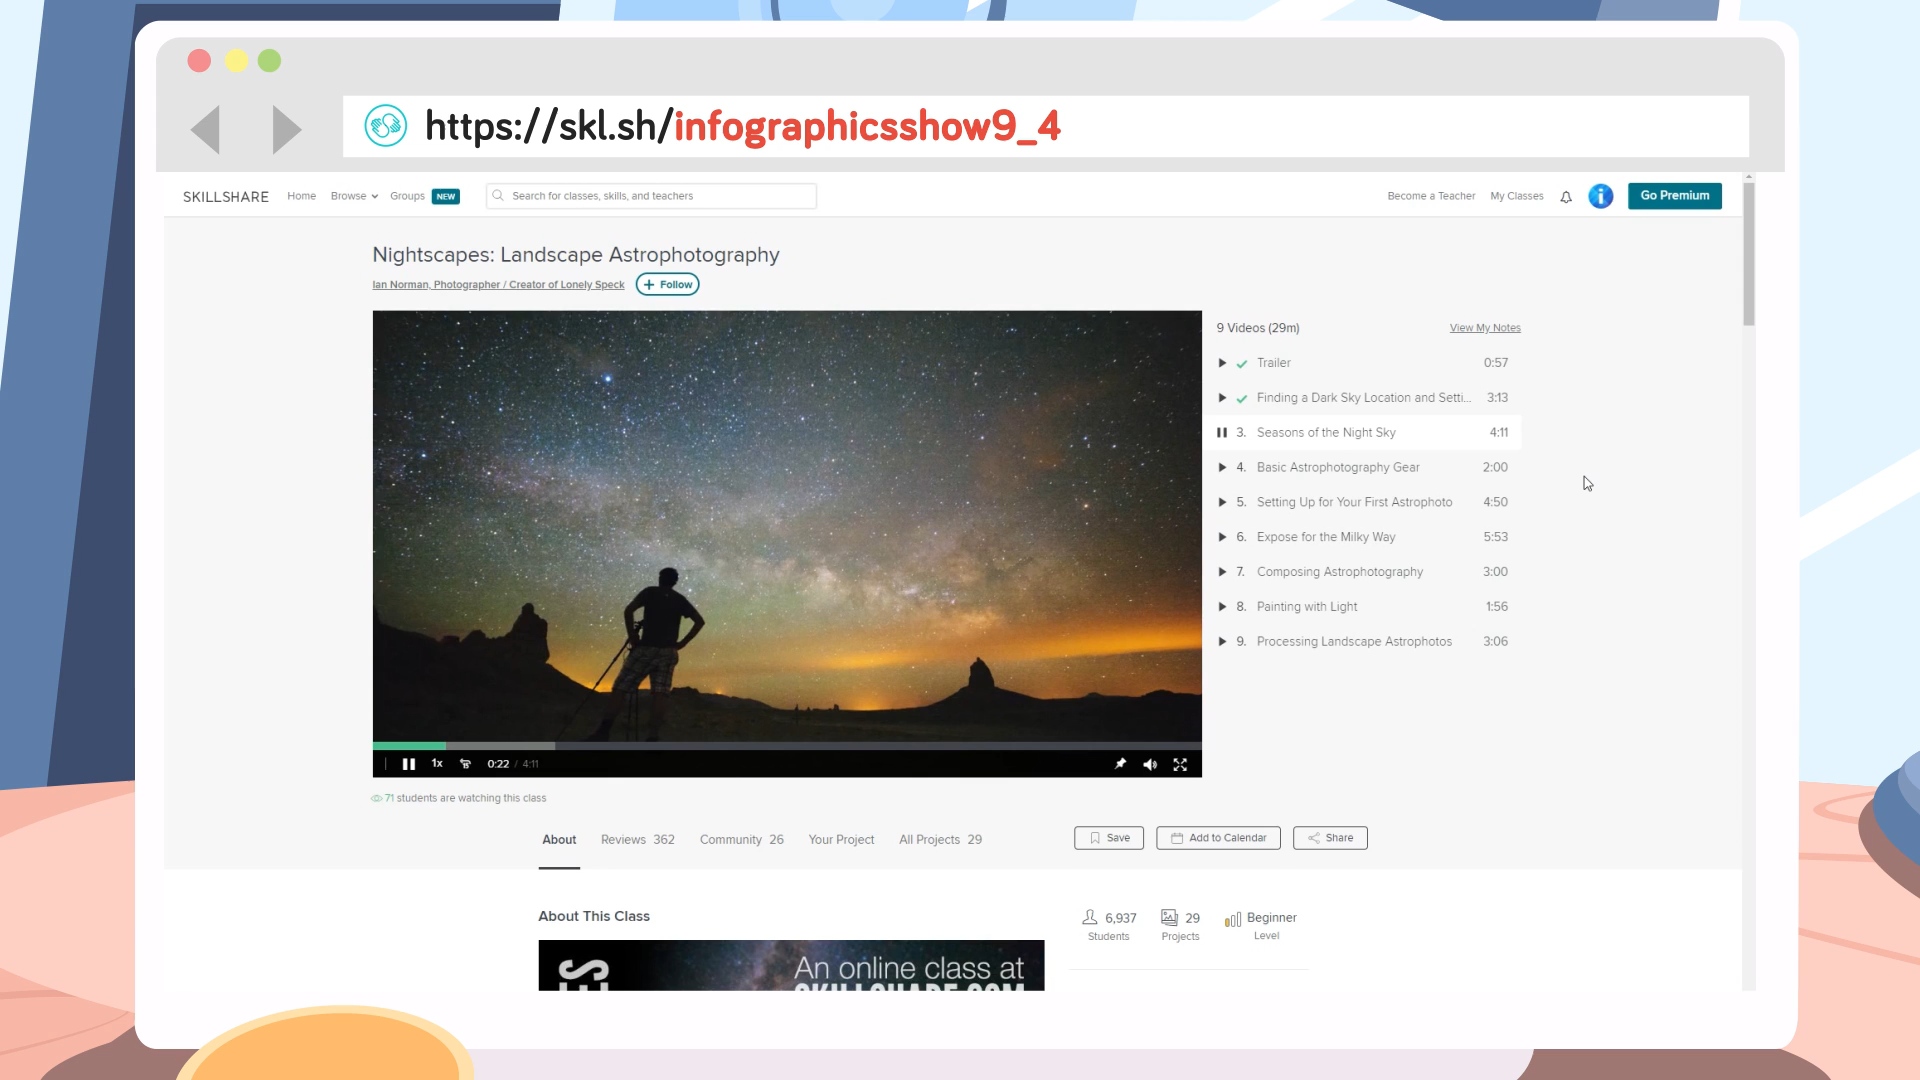 https://skl.sh/infographicsshow9_4
SKILLSHARE Home Browse Groups NEW Search for classes, skills, and teachers Become a Teacher My Classes Go Premium
Nightscapes: Landscape Astrophotography
Ian Norman, Photographer / Creator of Lonely Speck + Follow
9 Videos (29m) View My Notes
Trailer 0:57
Finding a Dark Sky Location and Setti... 3:13
3. Seasons of the Night Sky 4:11
4. Basic Astrophotography Gear 2:00
5. Setting Up for Your First Astrophoto 4:50
6. Expose for the Milky Way 5:53
7. Composing Astrophotography 3:00
8. Painting with Light 1:56
9. Processing Landscape Astrophotos 3:06
1x 15 0:22 / 4:11
71 students are watching this class
About Reviews 362 Community 26 Your Project All Projects 29 Save Add to Calendar Share
About This Class
6,937 Students
29 Projects
Beginner Level
An online class at
SKILLSHARE.COM